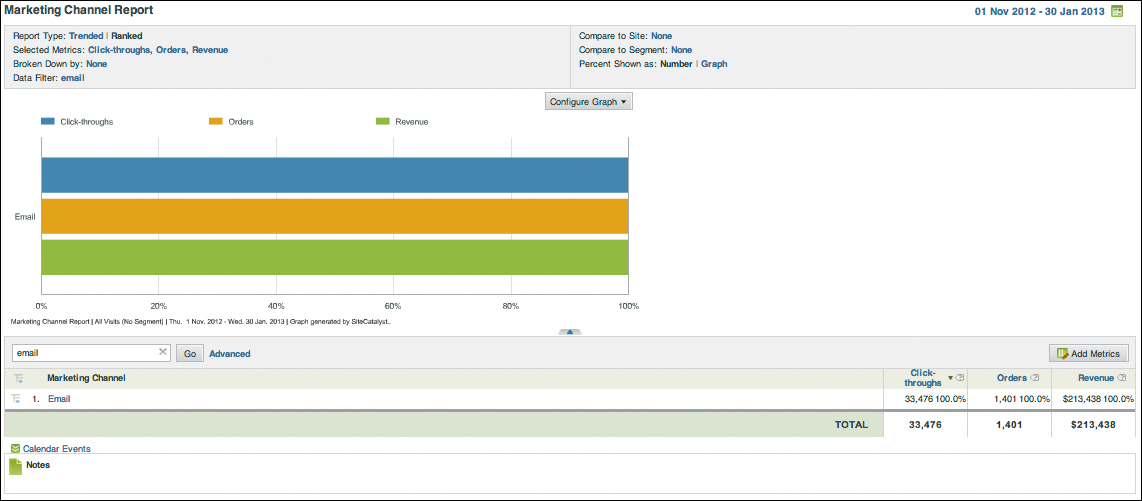 Marketing Channel Report
01 Nov 2012 - 30 Jan 2013
Report Type: Trended | Ranked
Selected Metrics: Click-throughs, Orders, Revenue
Broken Down by: None
Data Filter: email
Compare to Site: None
Compare to Segment: None
Percent Shown as: Number | Graph
Configure Graph
Click-throughs Orders Revenue
Email
0% 20% 40% 60% 80% 100%
Marketing Channel Report | All Visits (No Segment) | Thu. 1 Nov. 2012 - Wed. 30 Jan. 2013 | Graph generated by SiteCatalyst..
email Go Advanced Add Metrics
Marketing Channel Click-throughs Orders Revenue
1. Email 33,476 100.0% 1,401 100.0% $213,438 100.0%
TOTAL 33,476 1,401 $213,438
Calendar Events
Notes